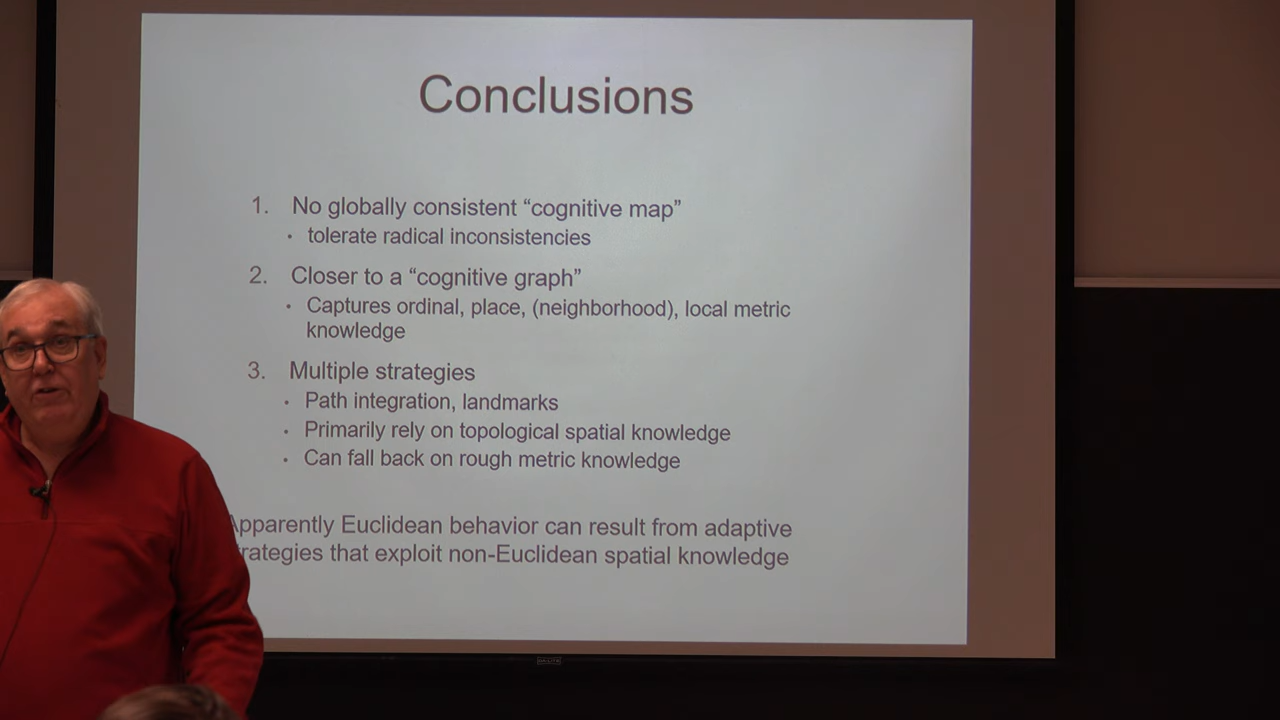 Conclusions
1. No globally consistent “cognitive map”
• tolerate radical inconsistencies
2. Closer to a “cognitive graph”
• Captures ordinal, place, (neighborhood), local metric
knowledge
3. Multiple strategies
• Path integration, landmarks
• Primarily rely on topological spatial knowledge
• Can fall back on rough metric knowledge
Apparently Euclidean behavior can result from adaptive
rategies that exploit non-Euclidean spatial knowledge